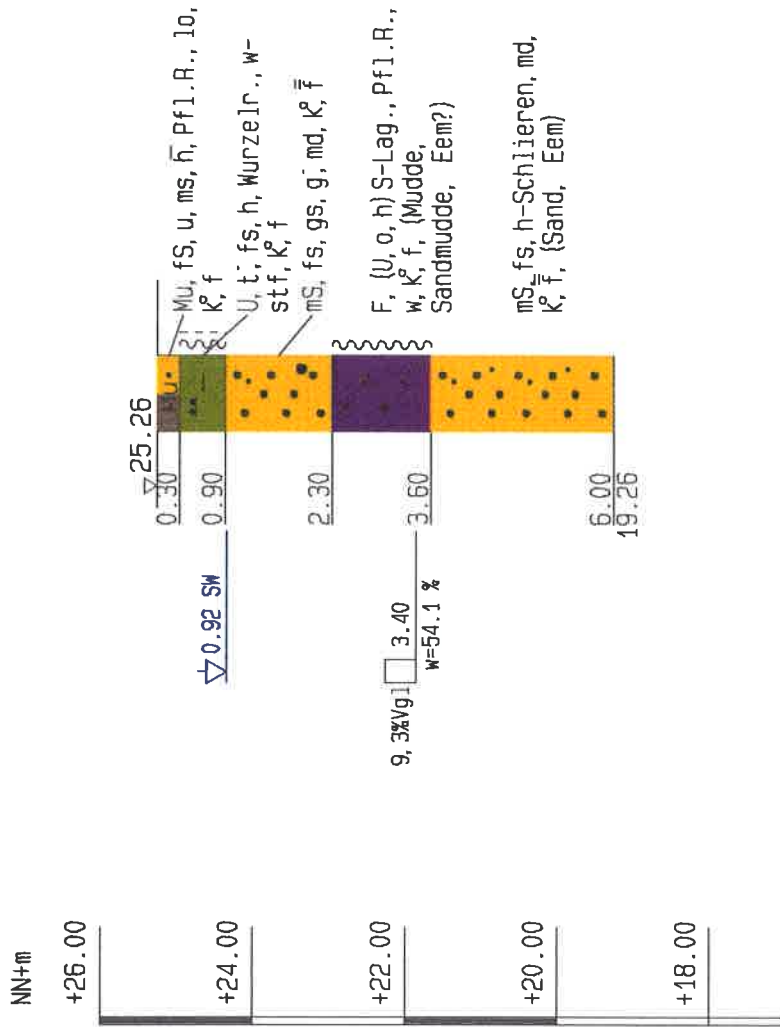 NN+m
+26.00
+24.00
+22.00
+20.00
+18.00
25.26
0.30
0.90
0.92 SW
2.30
3.60
9,3%Vgl
3.40
w=54.1 %
6.00
19.26
Mu
Mu, fS, u, ms, h̅, Pfl.R., lo,
K°, f
U, t⁻, fs, h, Wurzelr., w-
stf, K°, f
mS, fs, gs, g⁻, md, K°, f̿
F, (U, o, h) S-Lag., Pfl.R.,
w, K°, f, (Mudde,
Sandmudde, Eem?)
mS, fs, h-Schlieren, md,
K°, f̿, (Sand, Eem)